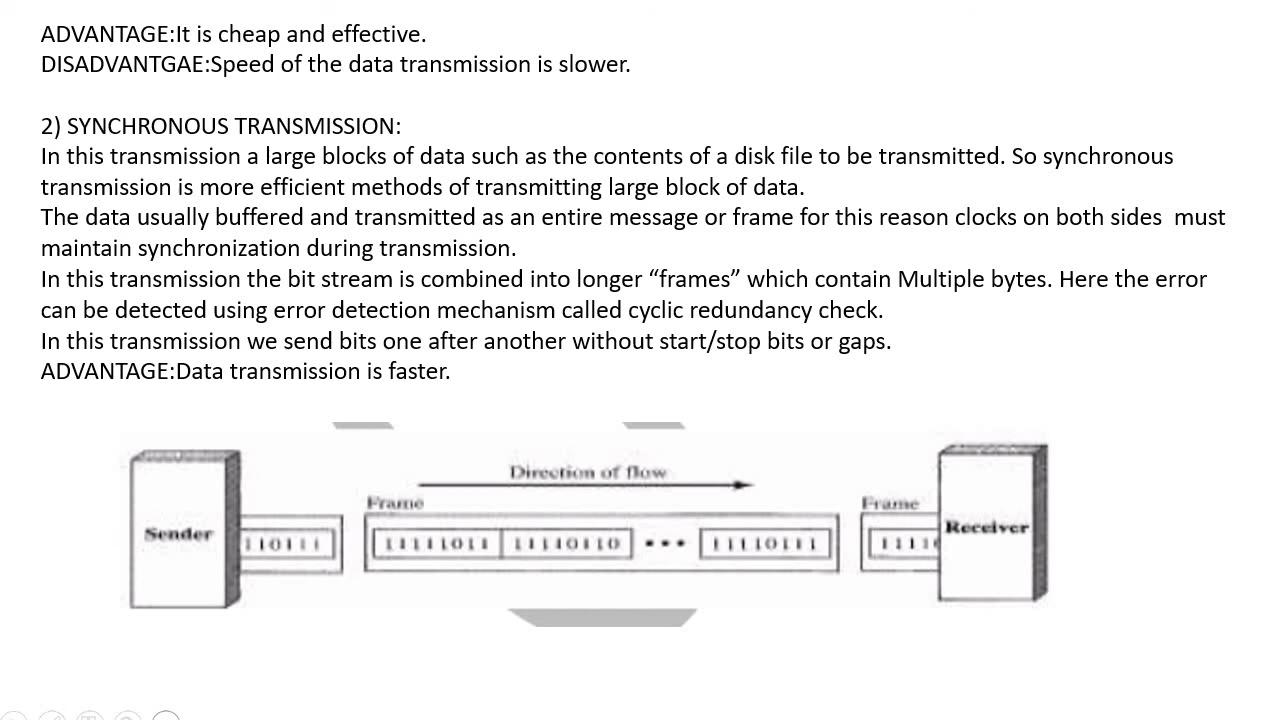 ADVANTAGE:It is cheap and effective.
DISADVANTGAE:Speed of the data transmission is slower.
2) SYNCHRONOUS TRANSMISSION:
In this transmission a large blocks of data such as the contents of a disk file to be transmitted. So synchronous
transmission is more efficient methods of transmitting large block of data.
The data usually buffered and transmitted as an entire message or frame for this reason clocks on both sides  must
maintain synchronization during transmission.
In this transmission the bit stream is combined into longer “frames” which contain Multiple bytes. Here the error
can be detected using error detection mechanism called cyclic redundancy check.
In this transmission we send bits one after another without start/stop bits or gaps.
ADVANTAGE:Data transmission is faster.
Direction of flow
Frame
Frame
Sender
Receiver
110111
11111011
11110110
•••
11110111
1111